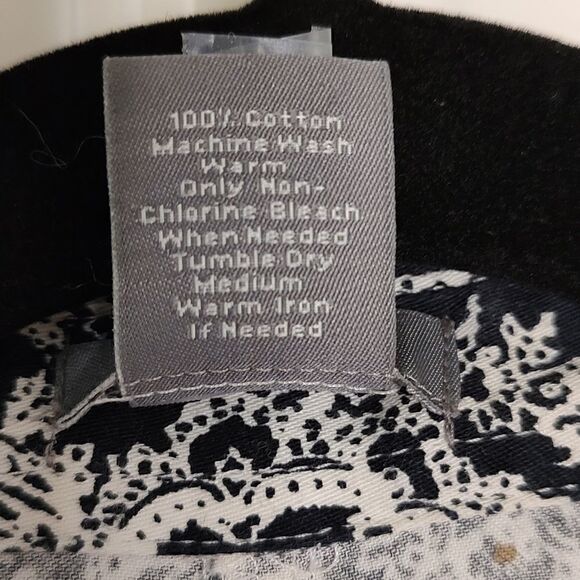 100% Cotton
Machine Wash
Warm
Only Non-
Chlorine Bleach
When Needed
Tumble Dry
Medium
Warm Iron
If Needed